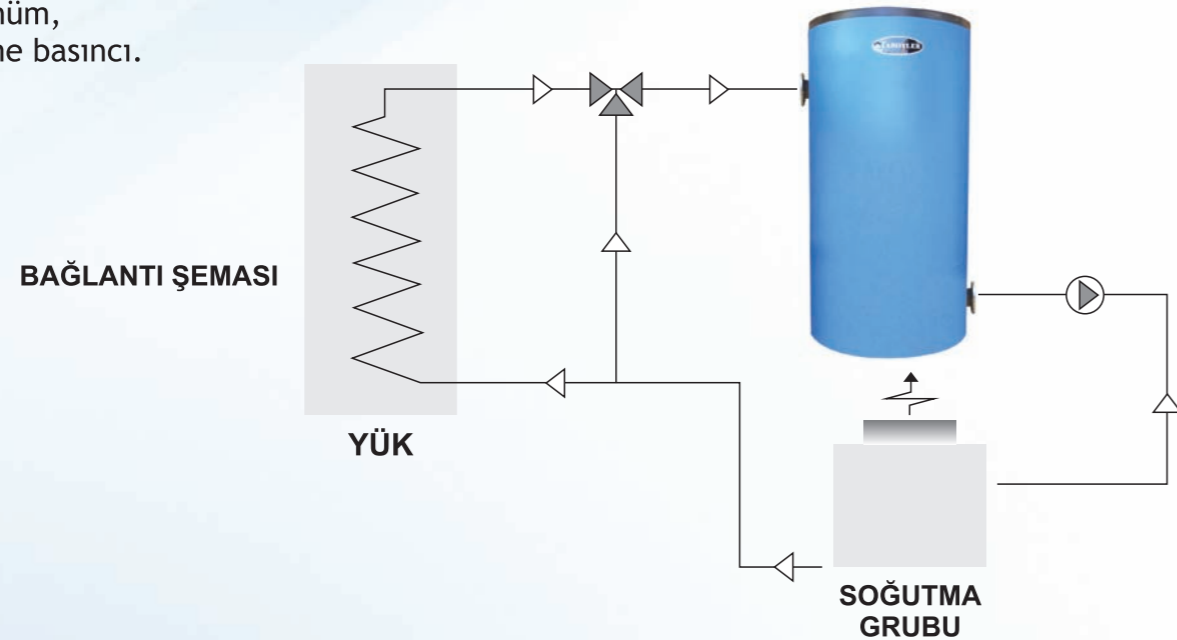 nüm,
ne basıncı.
BAĞLANTI ŞEMASI
YÜK
SOĞUTMA
GRUBU